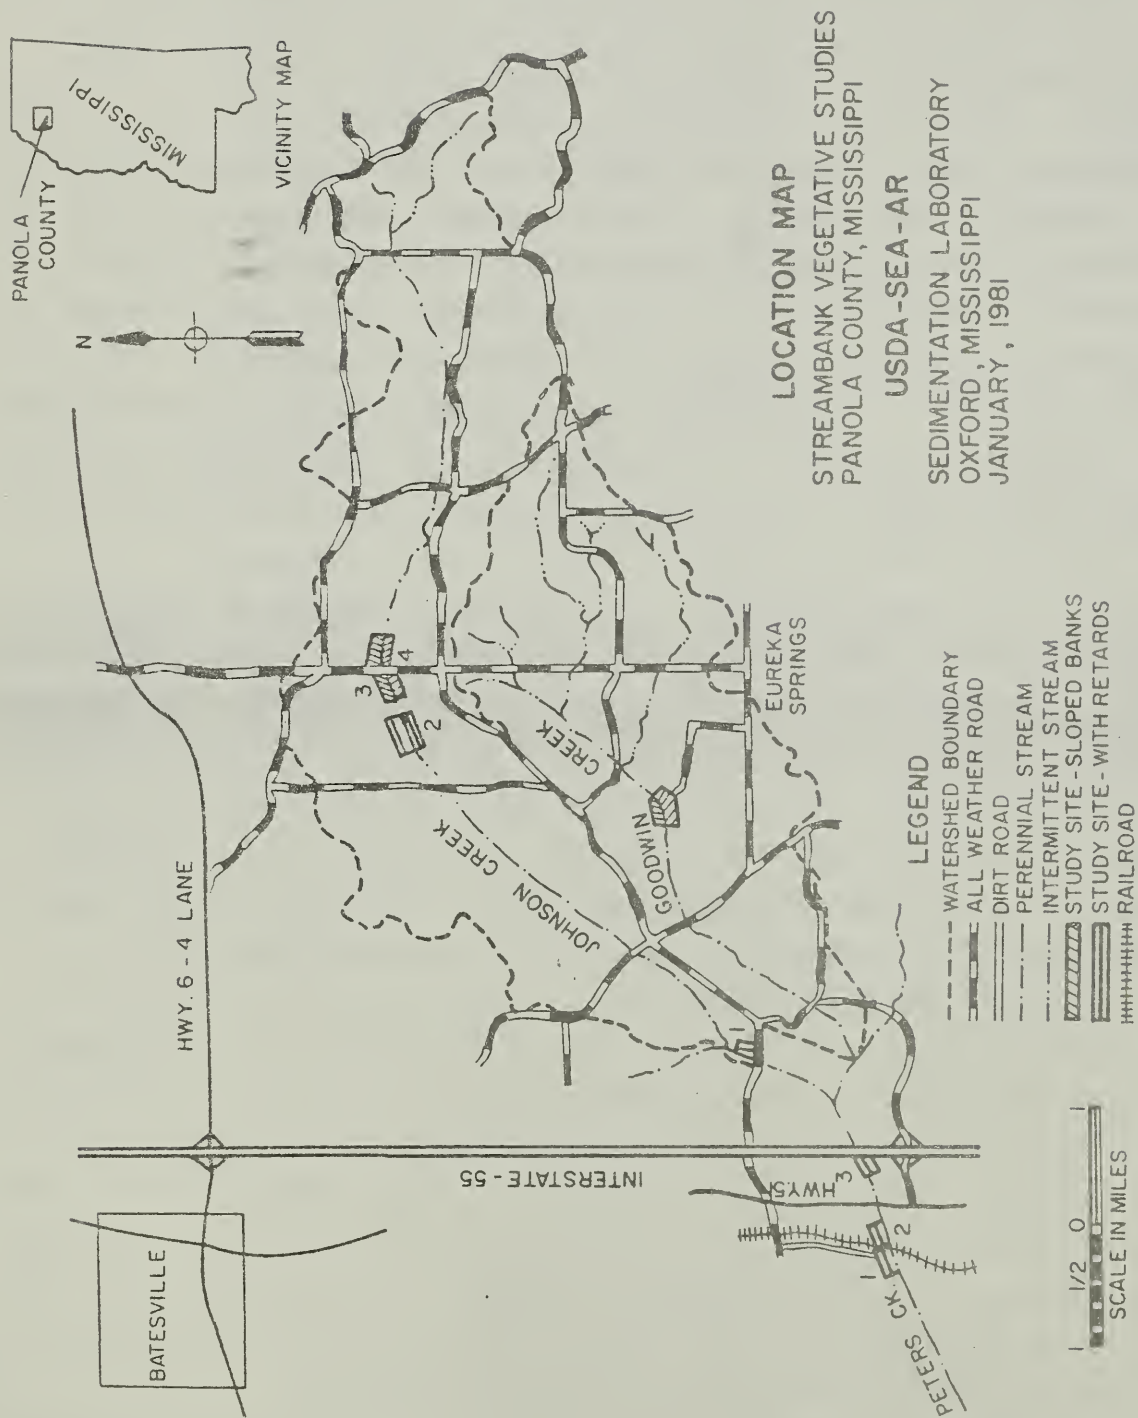 PANOLA
COUNTY
MISSISSIPPI
VICINITY MAP
N
HWY. 6 - 4 LANE
BATESVILLE
INTERSTATE - 55
HWY. 51
JOHNSON
CREEK
GOODWIN
CREEK
EUREKA
SPRINGS
PETERS CK.
1
2
3
4
1
1
2
3
LOCATION MAP
STREAMBANK VEGETATIVE STUDIES
PANOLA COUNTY, MISSISSIPPI
USDA-SEA-AR
SEDIMENTATION LABORATORY
OXFORD, MISSISSIPPI
JANUARY, 1981
LEGEND
WATERSHED BOUNDARY
ALL WEATHER ROAD
DIRT ROAD
PERENNIAL STREAM
INTERMITTENT STREAM
STUDY SITE-SLOPED BANKS
STUDY SITE-WITH RETARDS
RAILROAD
1 1/2 0 1
SCALE IN MILES